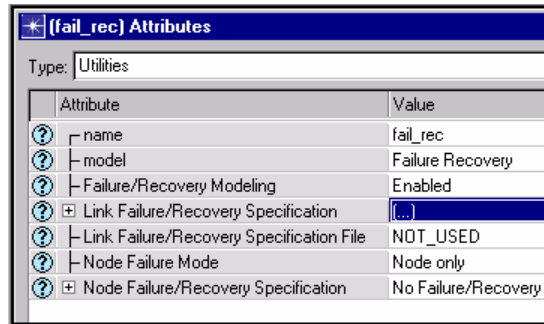 (fail_rec) Attributes
Type: Utilities
Attribute Value
name fail_rec
model Failure Recovery
Failure/Recovery Modeling Enabled
Link Failure/Recovery Specification (...)
Link Failure/Recovery Specification File NOT_USED
Node Failure Mode Node only
Node Failure/Recovery Specification No Failure/Recovery